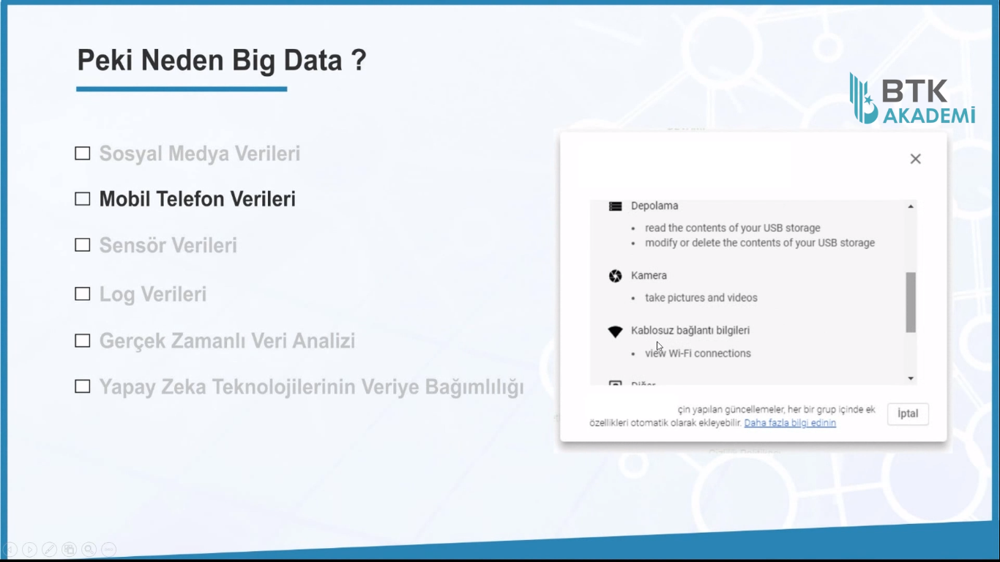 Peki Neden Big Data ?
BTK
AKADEMİ
Sosyal Medya Verileri
Mobil Telefon Verileri
Sensör Verileri
Log Verileri
Gerçek Zamanlı Veri Analizi
Yapay Zeka Teknolojilerinin Veriye Bağımlılığı
Depolama
read the contents of your USB storage
modify or delete the contents of your USB storage
Kamera
take pictures and videos
Kablosuz bağlantı bilgileri
view Wi-Fi connections
Diğer
çin yapılan güncellemeler, her bir grup içinde ek
özellikleri otomatik olarak ekleyebilir. Daha fazla bilgi edinin
İptal